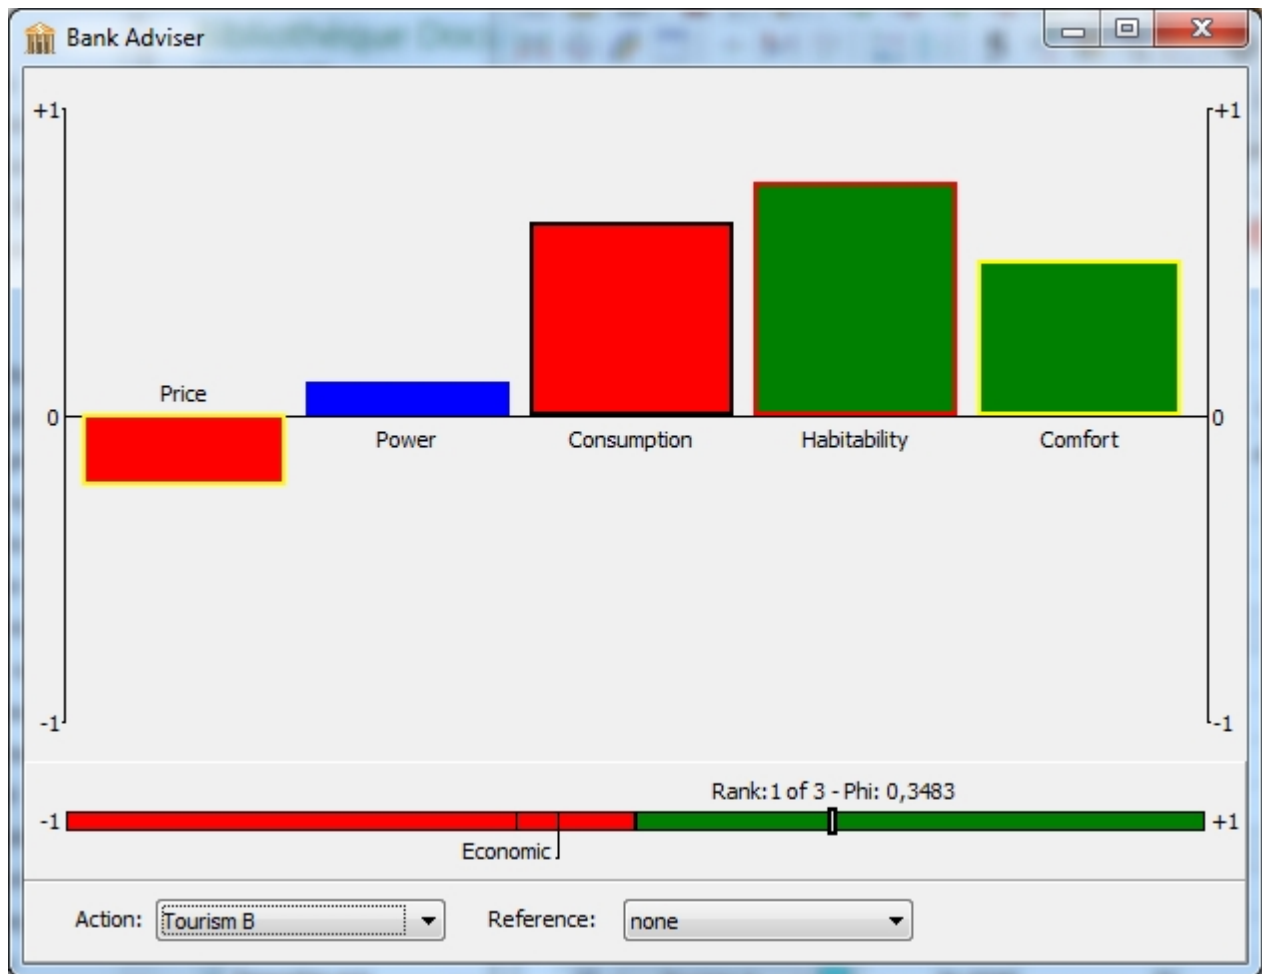 Bank Adviser
+1
+1
Price
0
0
Power
Consumption
Habitability
Comfort
-1
-1
Rank: 1 of 3 - Phi: 0,3483
-1
+1
Economic
Action:
Tourism B
Reference:
none